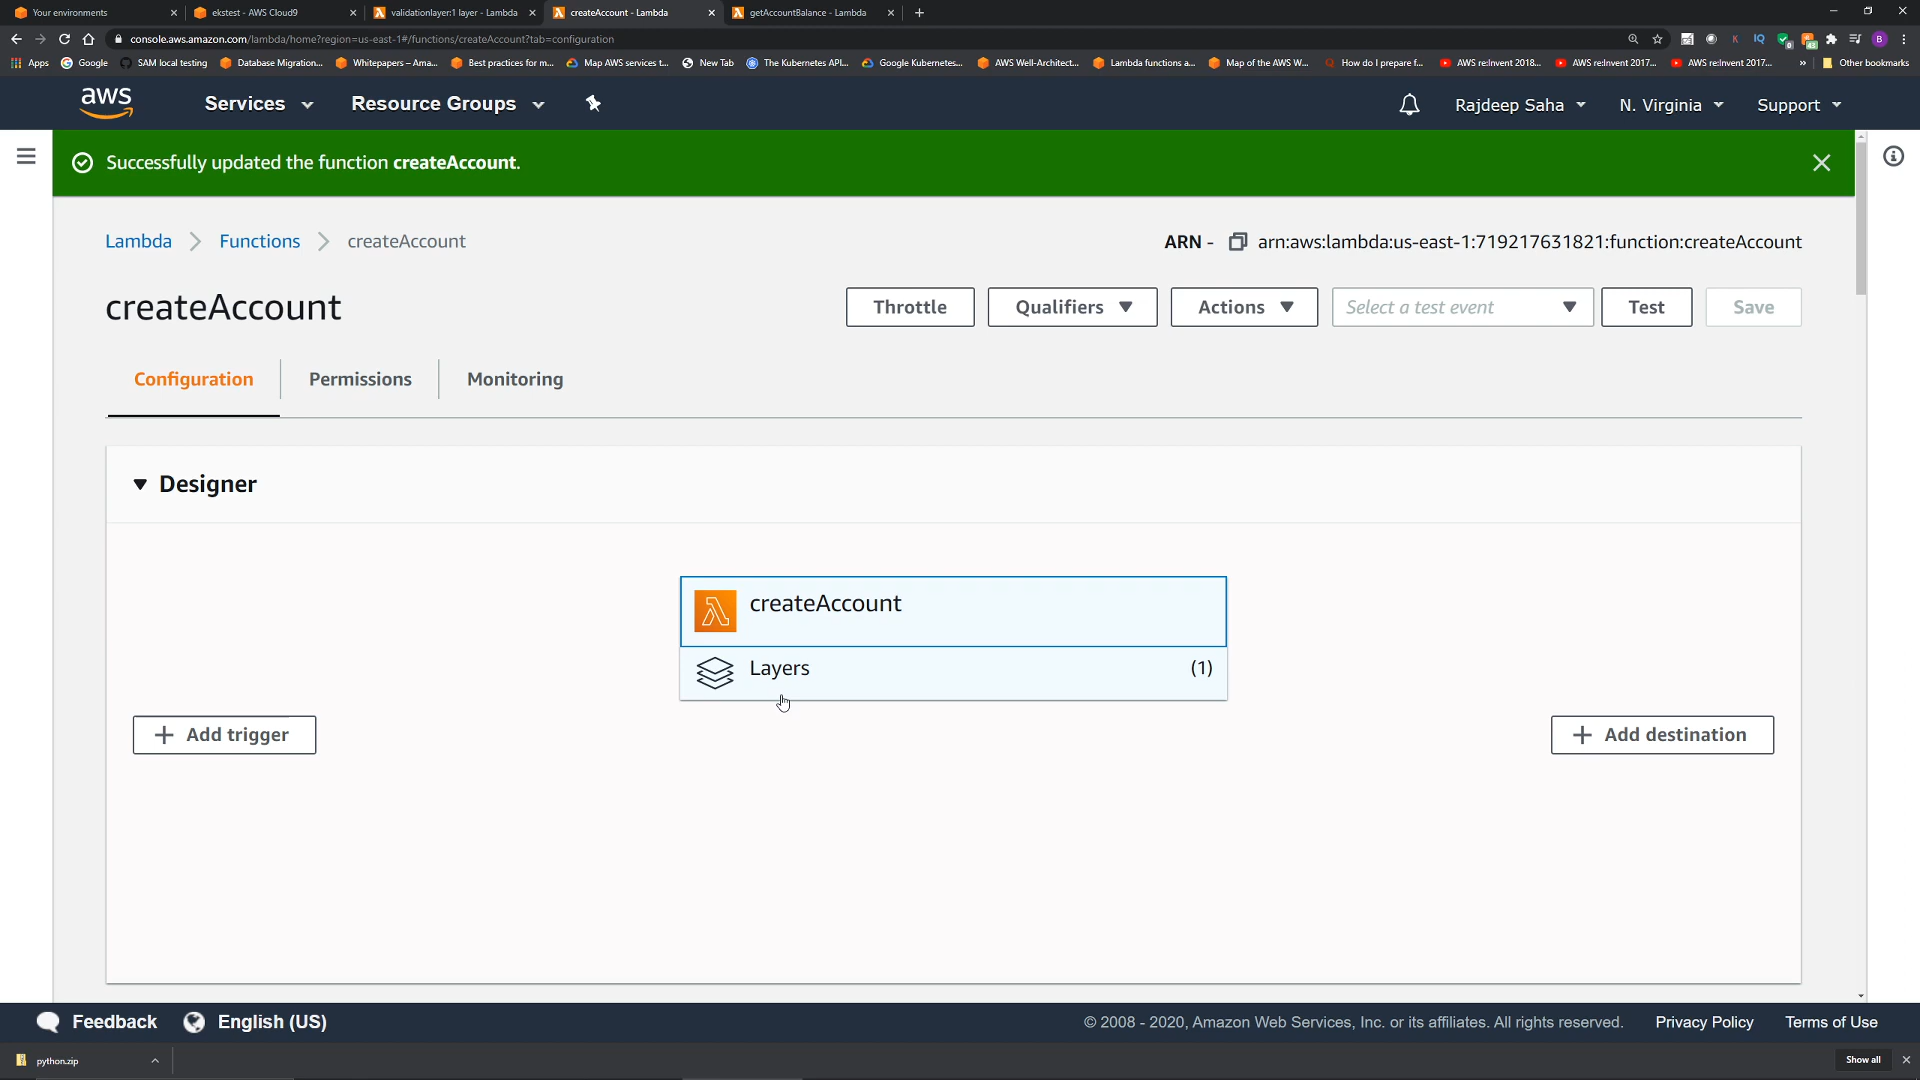 Your environments
ekstest - AWS Cloud9
validationlayer:1 layer - Lambda
createAccount - Lambda
getAccountBalance - Lambda
console.aws.amazon.com/lambda/home?region=us-east-1#/functions/createAccount?tab=configuration
Apps
Google
SAM local testing
Database Migration...
Whitepapers – Ama...
Best practices for m...
Map AWS services t...
New Tab
The Kubernetes API...
Google Kubernetes...
AWS Well-Architect...
Lambda functions a...
Map of the AWS W...
How do I prepare f...
AWS re:Invent 2018...
AWS re:Invent 2017...
AWS re:Invent 2017...
»
Other bookmarks
aws
Services
Resource Groups
Rajdeep Saha
N. Virginia
Support
Successfully updated the function createAccount.
Lambda
Functions
createAccount
ARN - arn:aws:lambda:us-east-1:719217631821:function:createAccount
createAccount
Throttle
Qualifiers
Actions
Select a test event
Test
Save
Configuration
Permissions
Monitoring
Designer
createAccount
Layers
(1)
+ Add trigger
+ Add destination
Feedback
English (US)
© 2008 - 2020, Amazon Web Services, Inc. or its affiliates. All rights reserved.
Privacy Policy
Terms of Use
python.zip
Show all